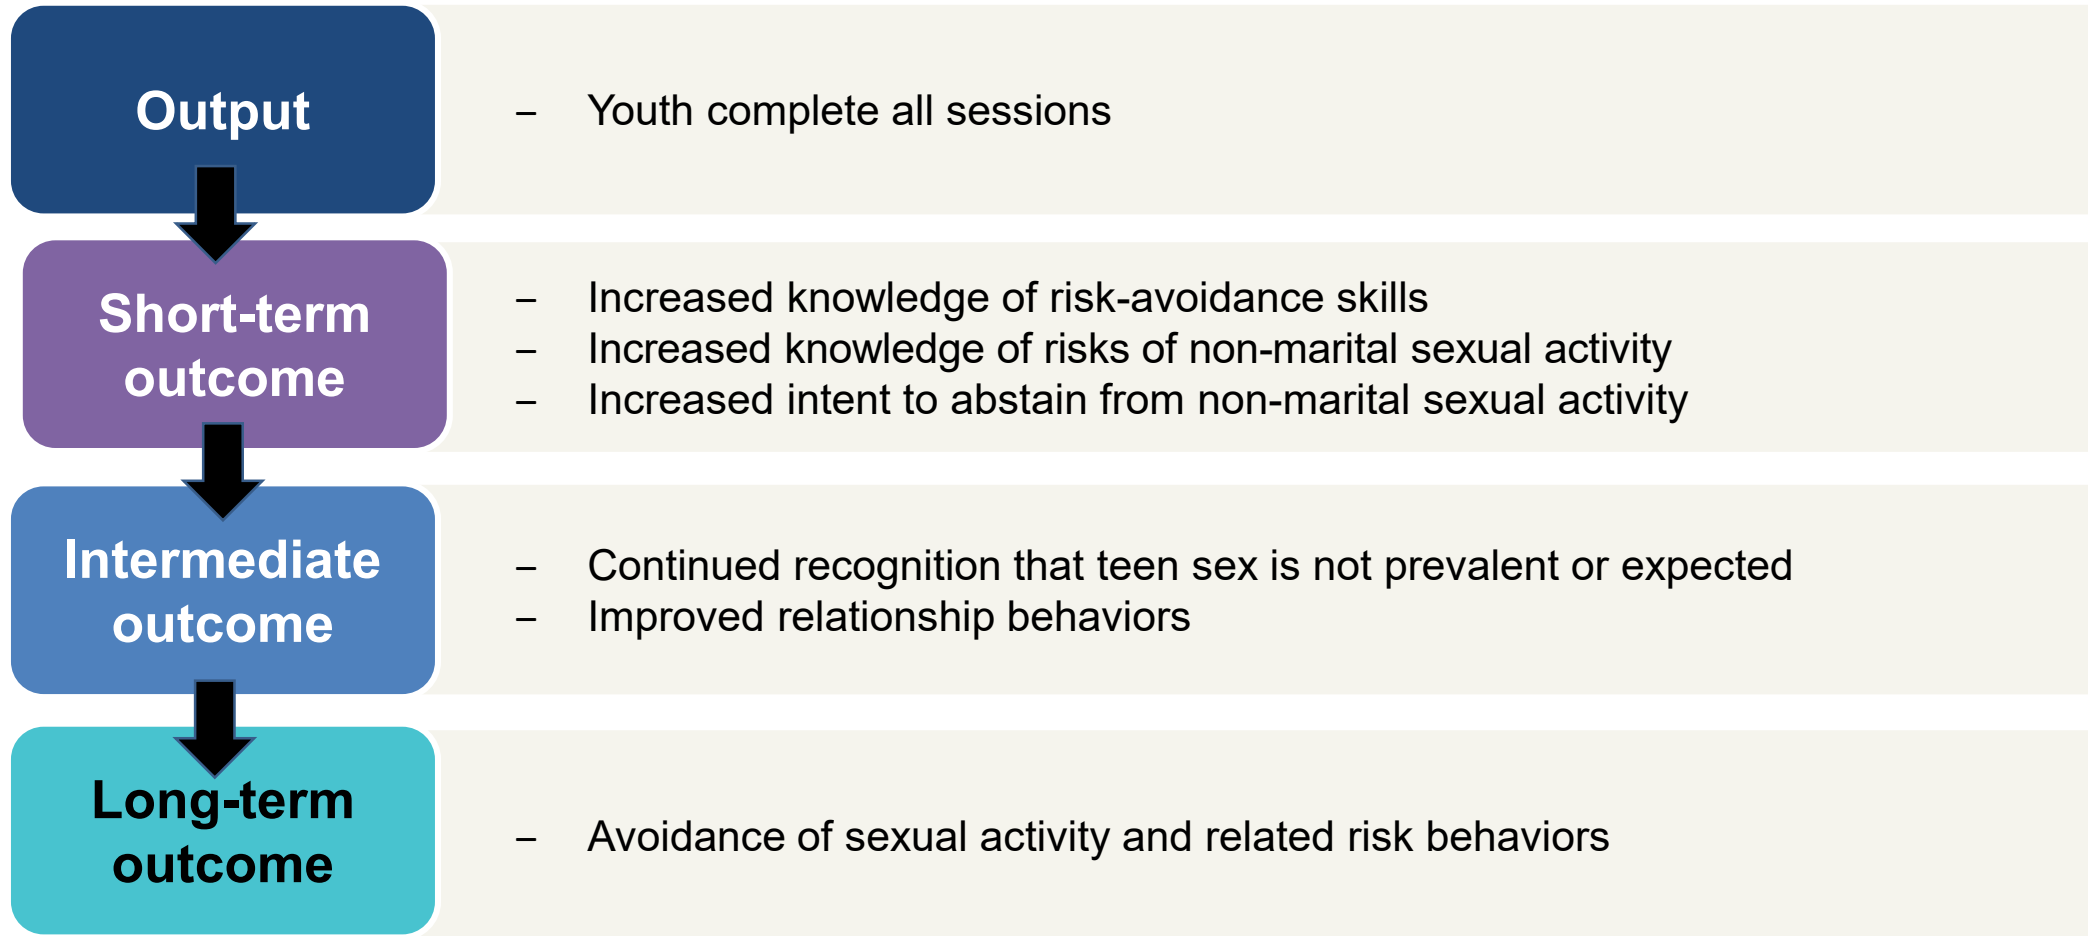 Output
– Youth complete all sessions
Short-term
outcome
– Increased knowledge of risk-avoidance skills
– Increased knowledge of risks of non-marital sexual activity
– Increased intent to abstain from non-marital sexual activity
Intermediate
outcome
– Continued recognition that teen sex is not prevalent or expected
– Improved relationship behaviors
Long-term
outcome
– Avoidance of sexual activity and related risk behaviors